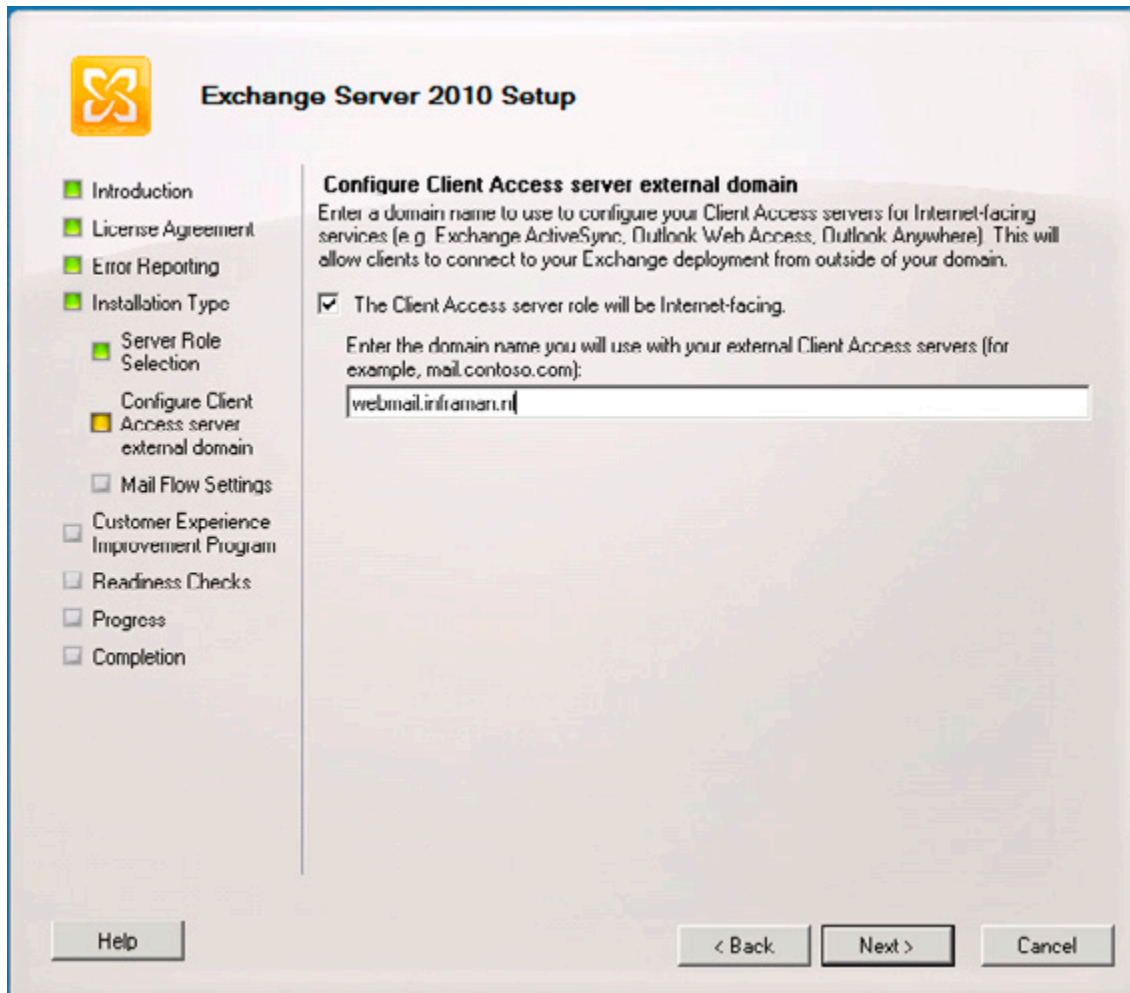 Exchange Server 2010 Setup
Introduction
License Agreement
Error Reporting
Installation Type
Server Role
Selection
Configure Client
Access server
external domain
Mail Flow Settings
Customer Experience
Improvement Program
Readiness Checks
Progress
Completion
Configure Client Access server external domain
Enter a domain name to use to configure your Client Access servers for Internet-facing
services (e.g. Exchange ActiveSync, Outlook Web Access, Outlook Anywhere). This will
allow clients to connect to your Exchange deployment from outside of your domain.
The Client Access server role will be Internet-facing.
Enter the domain name you will use with your external Client Access servers (for
example, mail.contoso.com):
webmail.inframan.nl
Help
< Back
Next >
Cancel